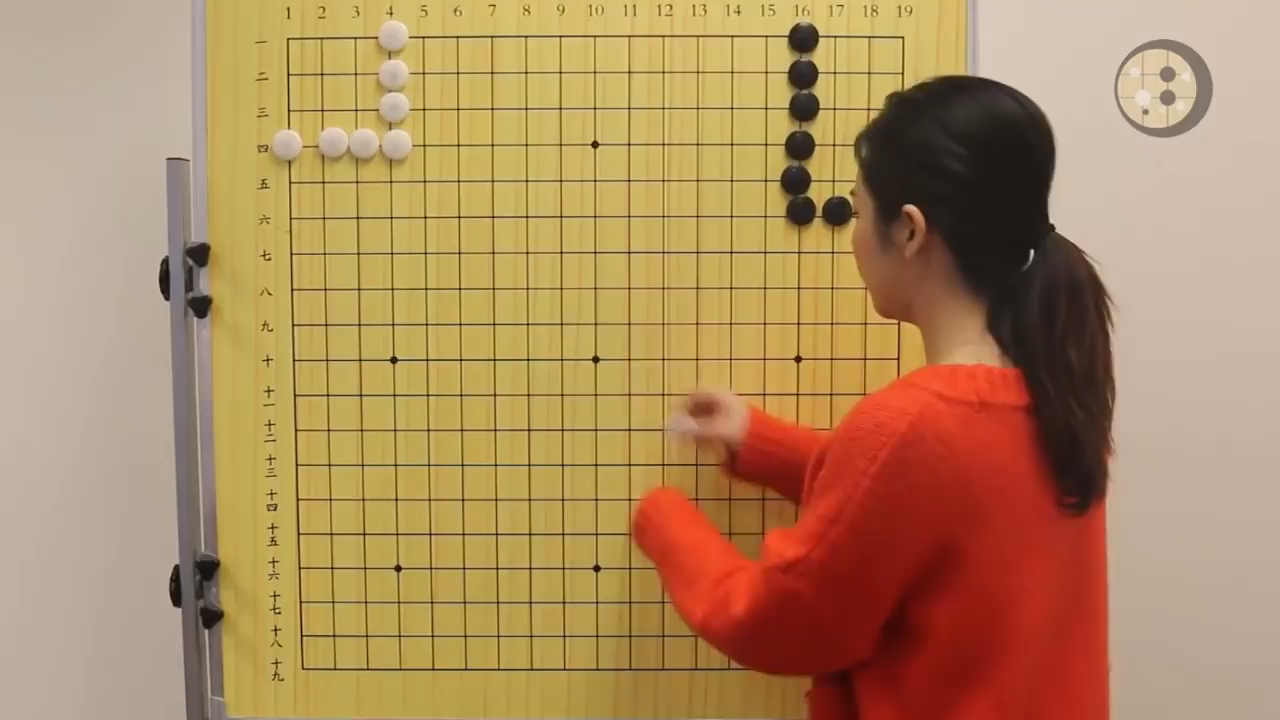 1 2 3 4 5 6 7 8 9 10 11 12 13 14 15 16 17 18 19
一
二
三
四
五
六
七
八
九
十
十一
十二
十三
十四
十五
十六
十七
十八
十九